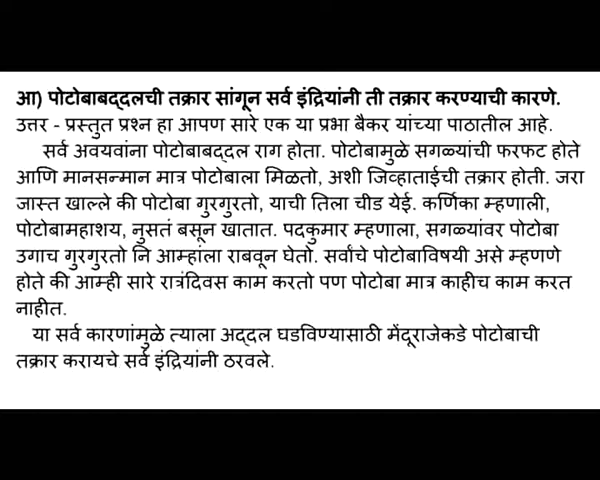 आ) पोटोबाबद्दलची तक्रार सांगून सर्व इंद्रियांनी ती तक्रार करण्याची कारणे.
उत्तर - प्रस्तुत प्रश्न हा आपण सारे एक या प्रभा बैकर यांच्या पाठातील आहे.
सर्व अवयवांना पोटोबाबद्दल राग होता. पोटोबामुळे सगळ्यांची फरफट होते
आणि मानसन्मान मात्र पोटोबाला मिळतो, अशी जिव्हाताईची तक्रार होती. जरा
जास्त खाल्ले की पोटोबा गुरगुरतो, याची तिला चीड येई. कर्णिका म्हणाली,
पोटोबामहाशय, नुसतं बसून खातात. पदकुमार म्हणाला, सगळ्यांवर पोटोबा
उगाच गुरगुरतो नि आम्हांला राबवून घेतो. सर्वांचे पोटोबाविषयी असे म्हणणे
होते की आम्ही सारे रात्रंदिवस काम करतो पण पोटोबा मात्र काहीच काम करत
नाहीत.
या सर्व कारणांमुळे त्याला अद्दल घडविण्यासाठी मेंदूराजेकडे पोटोबाची
तक्रार करायचे सर्व इंद्रियांनी ठरवले.